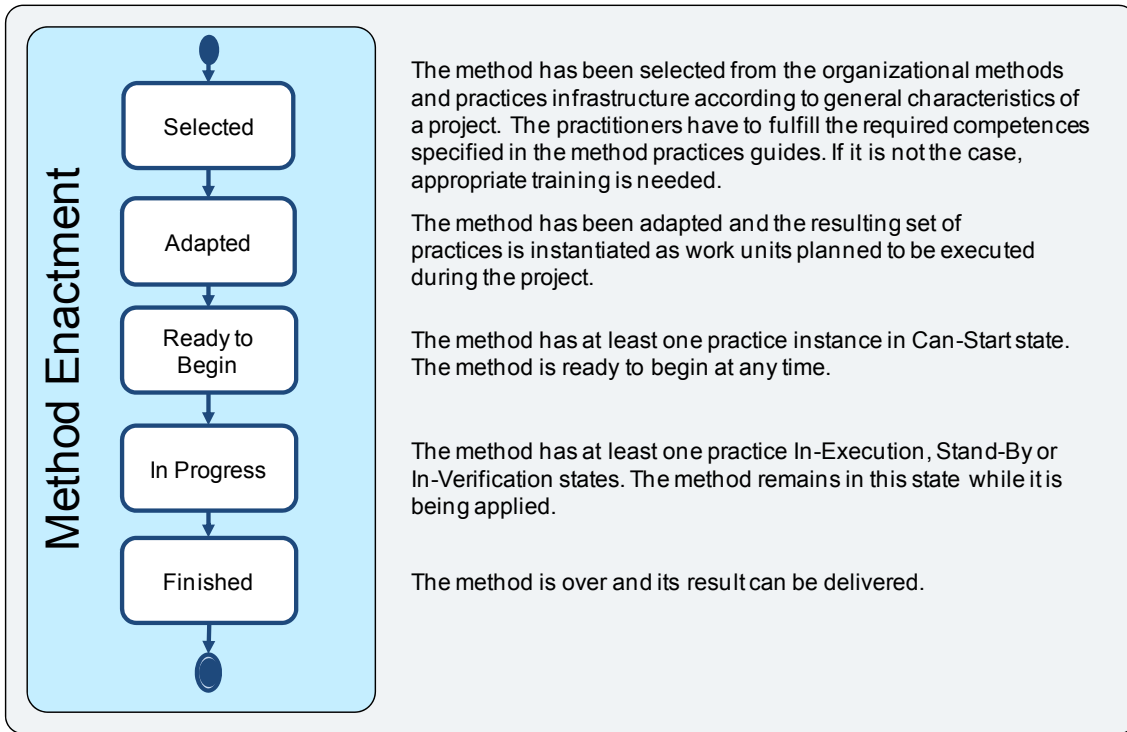 Method Enactment
Selected
The method has been selected from the organizational methods
and practices infrastructure according to general characteristics of
a project. The practitioners have to fulfill the required competences
specified in the method practices guides. If it is not the case,
appropriate training is needed.
Adapted
The method has been adapted and the resulting set of
practices is instantiated as work units planned to be executed
during the project.
Ready to
Begin
The method has at least one practice instance in Can-Start state.
The method is ready to begin at any time.
In Progress
The method has at least one practice In-Execution, Stand-By or
In-Verification states. The method remains in this state while it is
being applied.
Finished
The method is over and its result can be delivered.